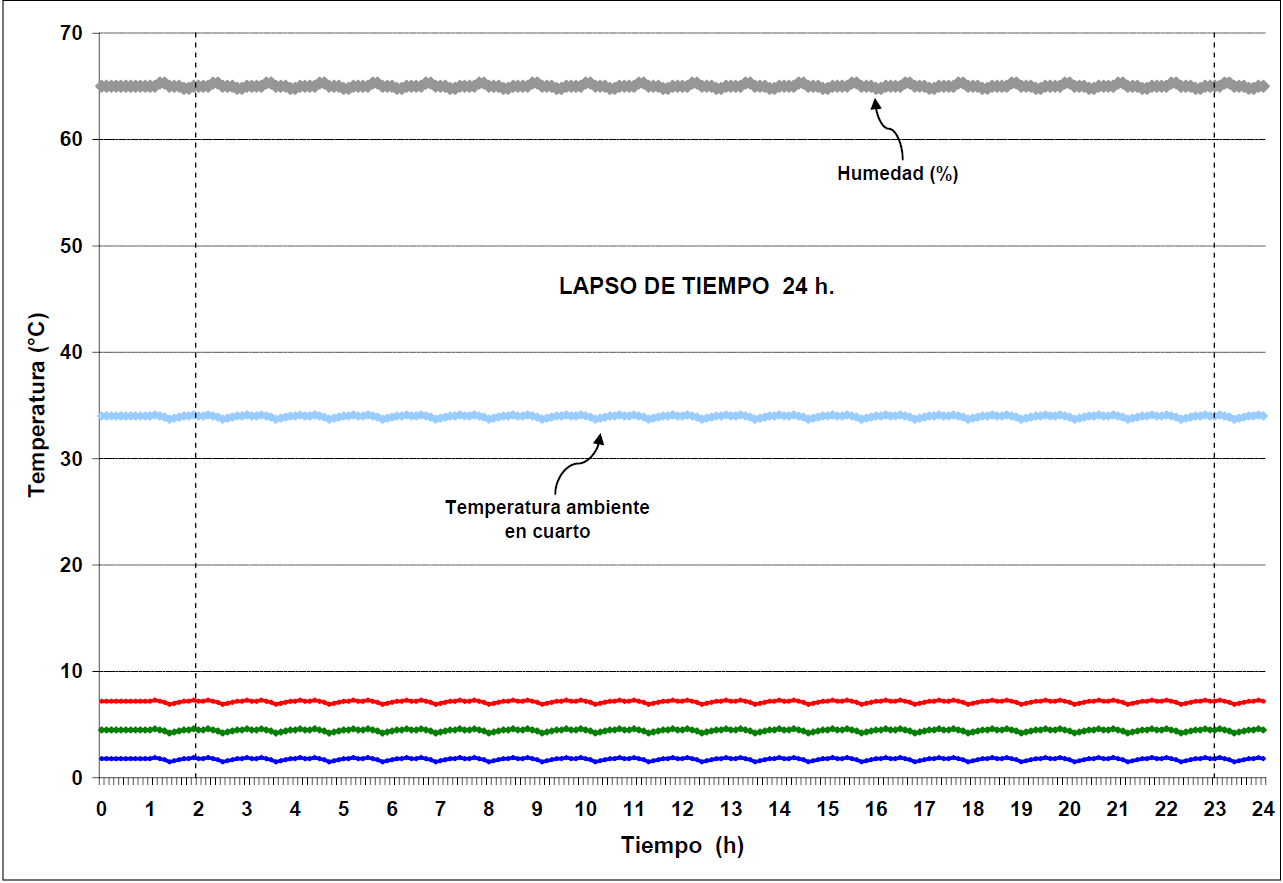 70
60
50
40
30
20
10
0
Temperatura (°C)
Humedad (%)
LAPSO DE TIEMPO 24 h.
Temperatura ambiente
en cuarto
0 1 2 3 4 5 6 7 8 9 10 11 12 13 14 15 16 17 18 19 20 21 22 23 24
Tiempo (h)